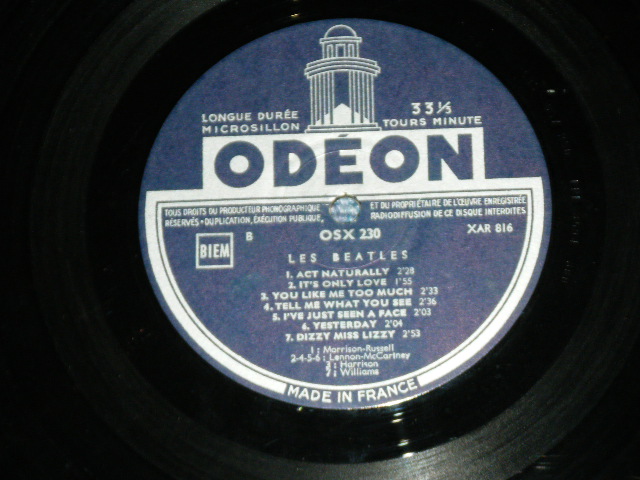 LONGUE DURÉE
MICROSILLON
33⅓
TOURS MINUTE
ODÉON
TOUS DROITS DU PRODUCTEUR PHONOGRAPHIQUE ET DU PROPRIÉTAIRE DE L'ŒUVRE ENREGISTRÉE
RÉSERVÉS • DUPLICATION, EXÉCUTION PUBLIQUE, RADIODIFFUSION DE CE DISQUE INTERDITES
BIEM B OSX 230 XAR 816
LES BEATLES
1. ACT NATURALLY 2'28
2. IT'S ONLY LOVE 1'55
3. YOU LIKE ME TOO MUCH 2'33
4. TELL ME WHAT YOU SEE 2'36
5. I'VE JUST SEEN A FACE 2'03
6. YESTERDAY 2'04
7. DIZZY MISS LIZZY 2'53
1 : Morrison-Russell
2-4-5-6 : Lennon-McCartney
3 : Harrison
7 : Williams
MADE IN FRANCE